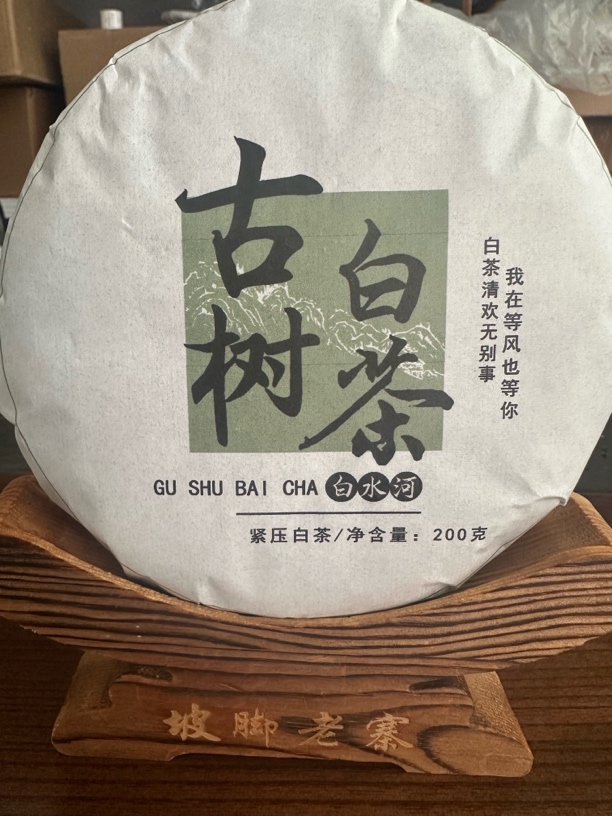 古树
白茶
我在等风也等你
白茶清欢无别事
GU SHU BAI CHA 白水河
紧压白茶/净含量：200克
坡脚老寨